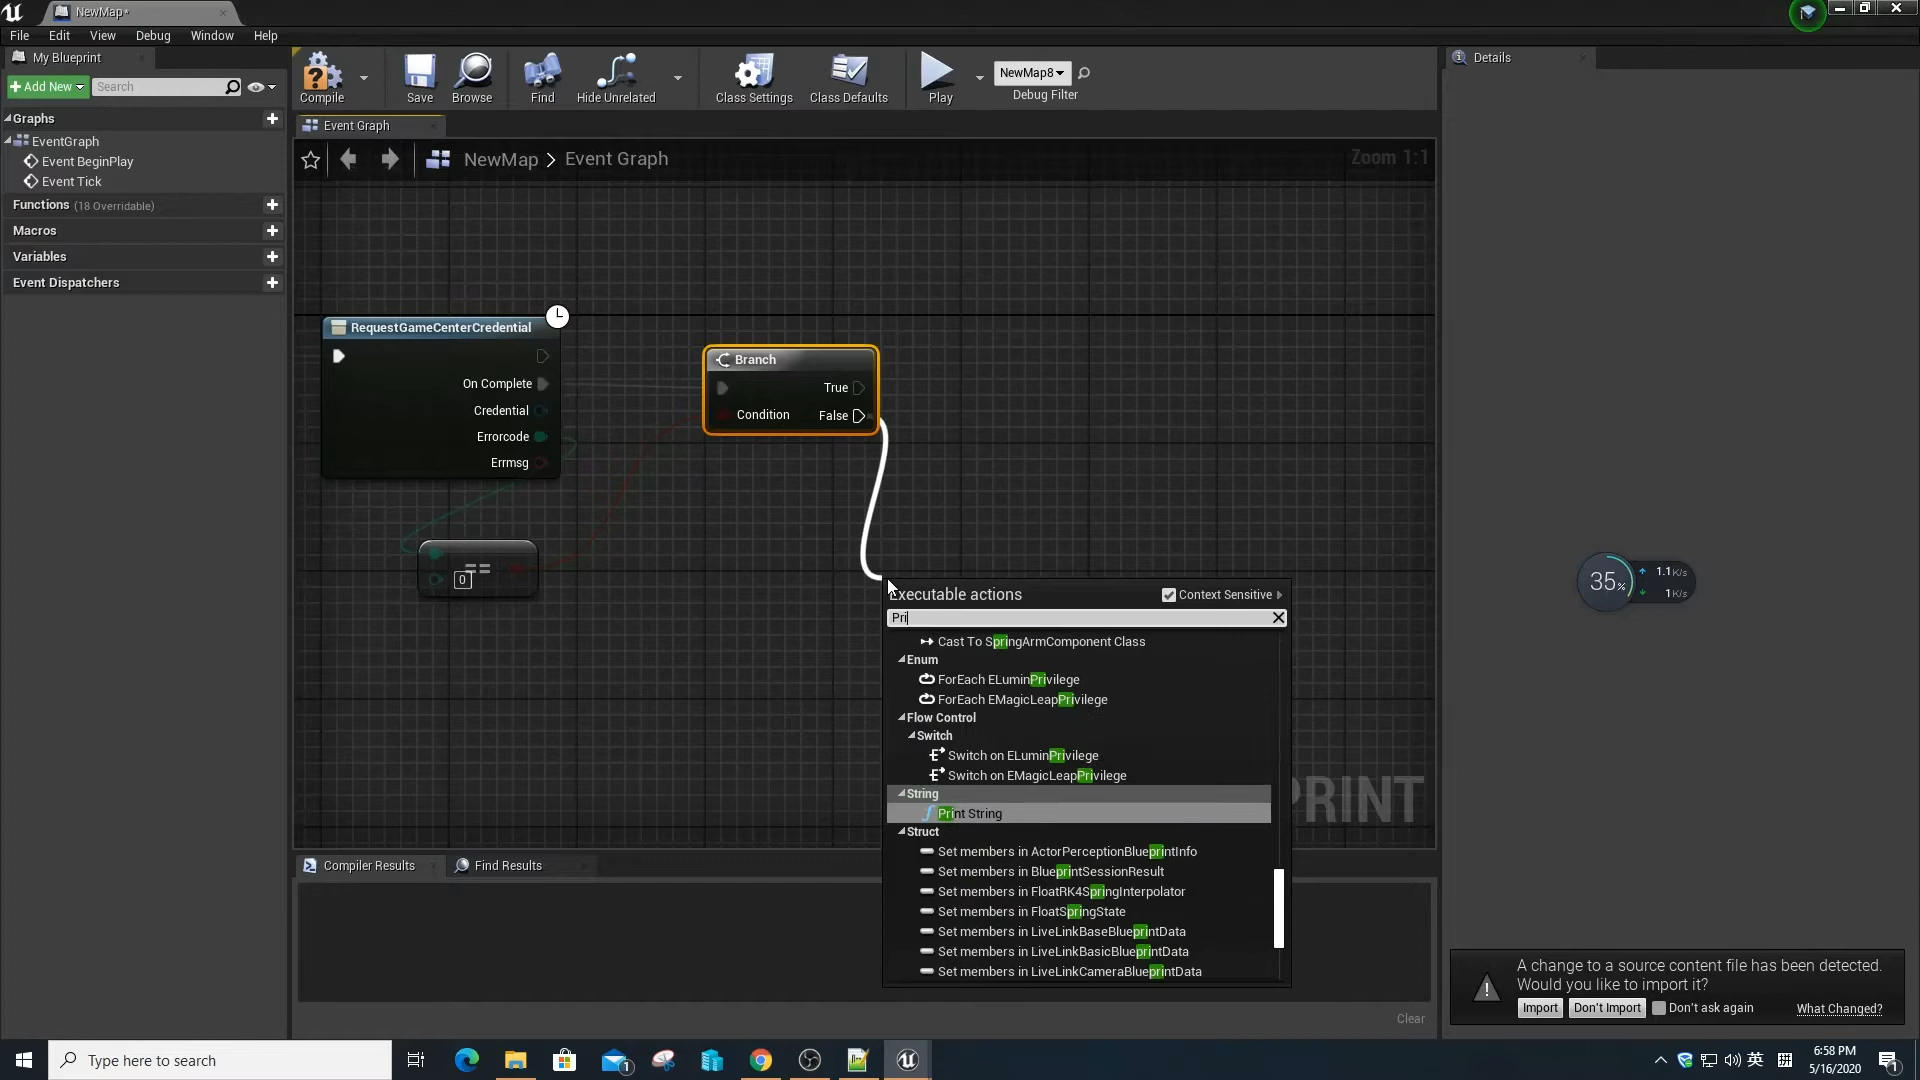 NewMap*
File Edit View Debug Window Help
My Blueprint
Add New
Search
Graphs
EventGraph
Event BeginPlay
Event Tick
Functions (18 Overridable)
Macros
Variables
Event Dispatchers
Compile
Save
Browse
Find
Hide Unrelated
Class Settings
Class Defaults
Play
NewMap8
Debug Filter
Event Graph
NewMap > Event Graph
Zoom 1:1
RequestGameCenterCredential
On Complete
Credential
Errorcode
Errmsg
Branch
True
Condition
False
==
0
Executable actions
Context Sensitive
Pri
Cast To SpringArmComponent Class
Enum
ForEach ELuminPrivilege
ForEach EMagicLeapPrivilege
Flow Control
Switch
Switch on ELuminPrivilege
Switch on EMagicLeapPrivilege
String
Print String
Struct
Set members in ActorPerceptionBlueprintInfo
Set members in BlueprintSessionResult
Set members in FloatRK4SpringInterpolator
Set members in FloatSpringState
Set members in LiveLinkBaseBlueprintData
Set members in LiveLinkBasicBlueprintData
Set members in LiveLinkCameraBlueprintData
PRINT
Compiler Results
Find Results
Clear
Details
35%
1.1K/s
1K/s
A change to a source content file has been detected.
Would you like to import it?
Import
Don't Import
Don't ask again
What Changed?
Type here to search
1
英
6:58 PM
5/16/2020
1